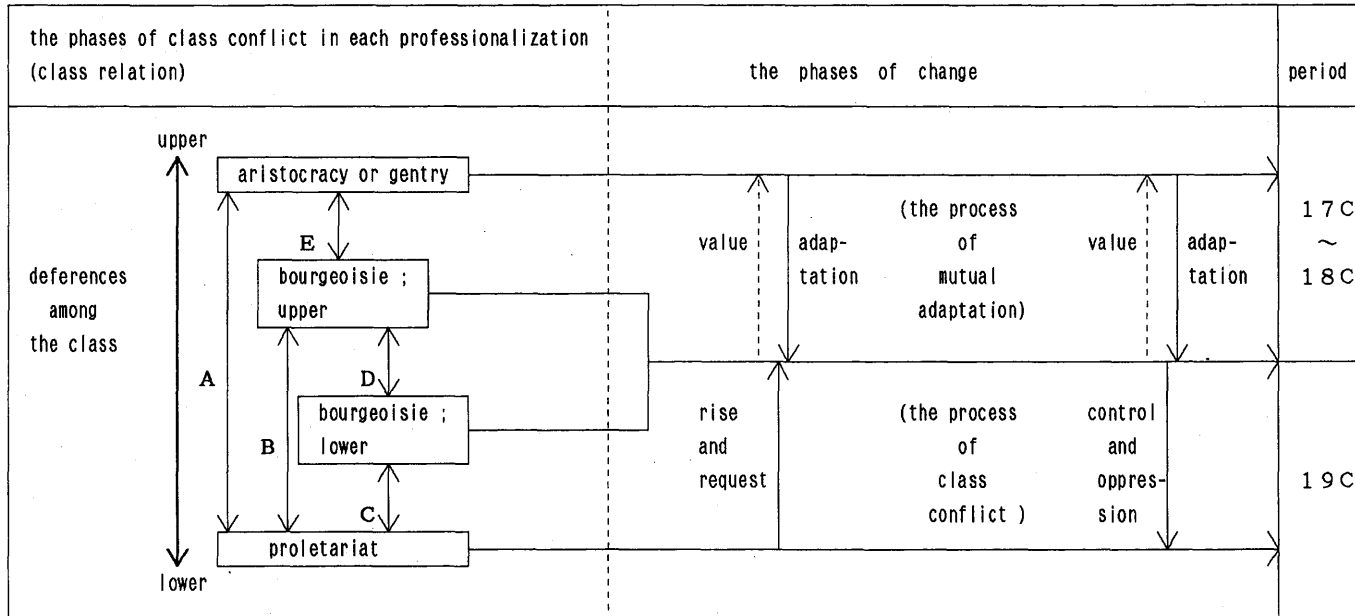 the phases of class conflict in each professionalization
(class relation)
the phases of change
period
upper
aristocracy or gentry
E
bourgeoisie ;
upper
deferences
among
the class
A
D
bourgeoisie ;
lower
B
C
proletariat
lower
value
adap-
tation
(the process
of
mutual
adaptation)
value
adap-
tation
17C
~
18C
rise
and
request
(the process
of
class
conflict )
control
and
oppres-
sion
19C